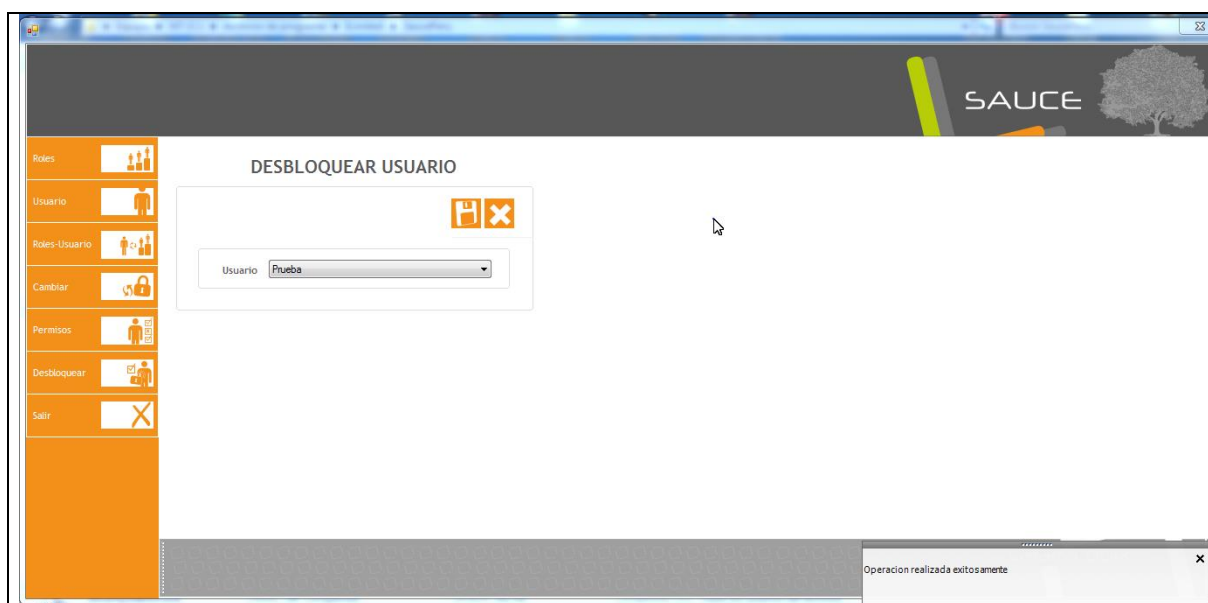 SAUCE
Roles
Usuario
Roles-Usuario
Cambiar
Permisos
Desbloquear
Salir
DESBLOQUEAR USUARIO
Usuario Prueba
Operacion realizada exitosamente